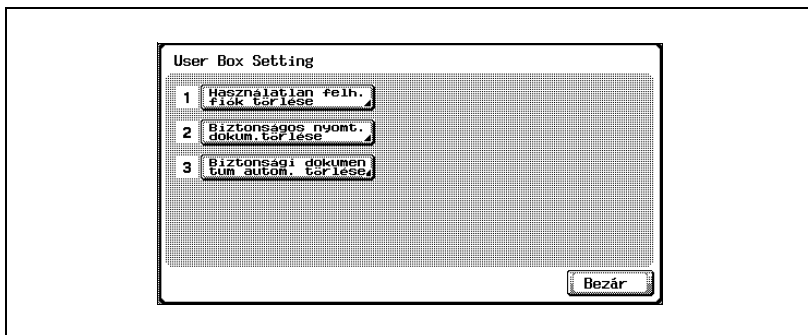 User Box Setting
1 Használatlan felh.
fiók törlése
2 Biztonságos nyomt.
dokum.törlése
3 Biztonsági dokumen
tum autom. törlése
Bezár